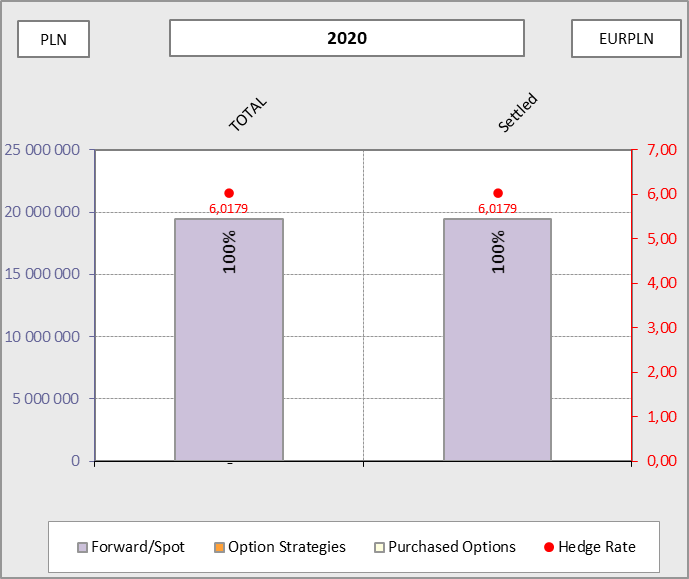 PLN 2020 EURPLN
TOTAL Settled
25 000 000 7,00
20 000 000 6,00
15 000 000 5,00
10 000 000 4,00
5 000 000 3,00
0 2,00
1,00
0,00
6,0179 6,0179
100% 100%
-
Forward/Spot Option Strategies Purchased Options Hedge Rate